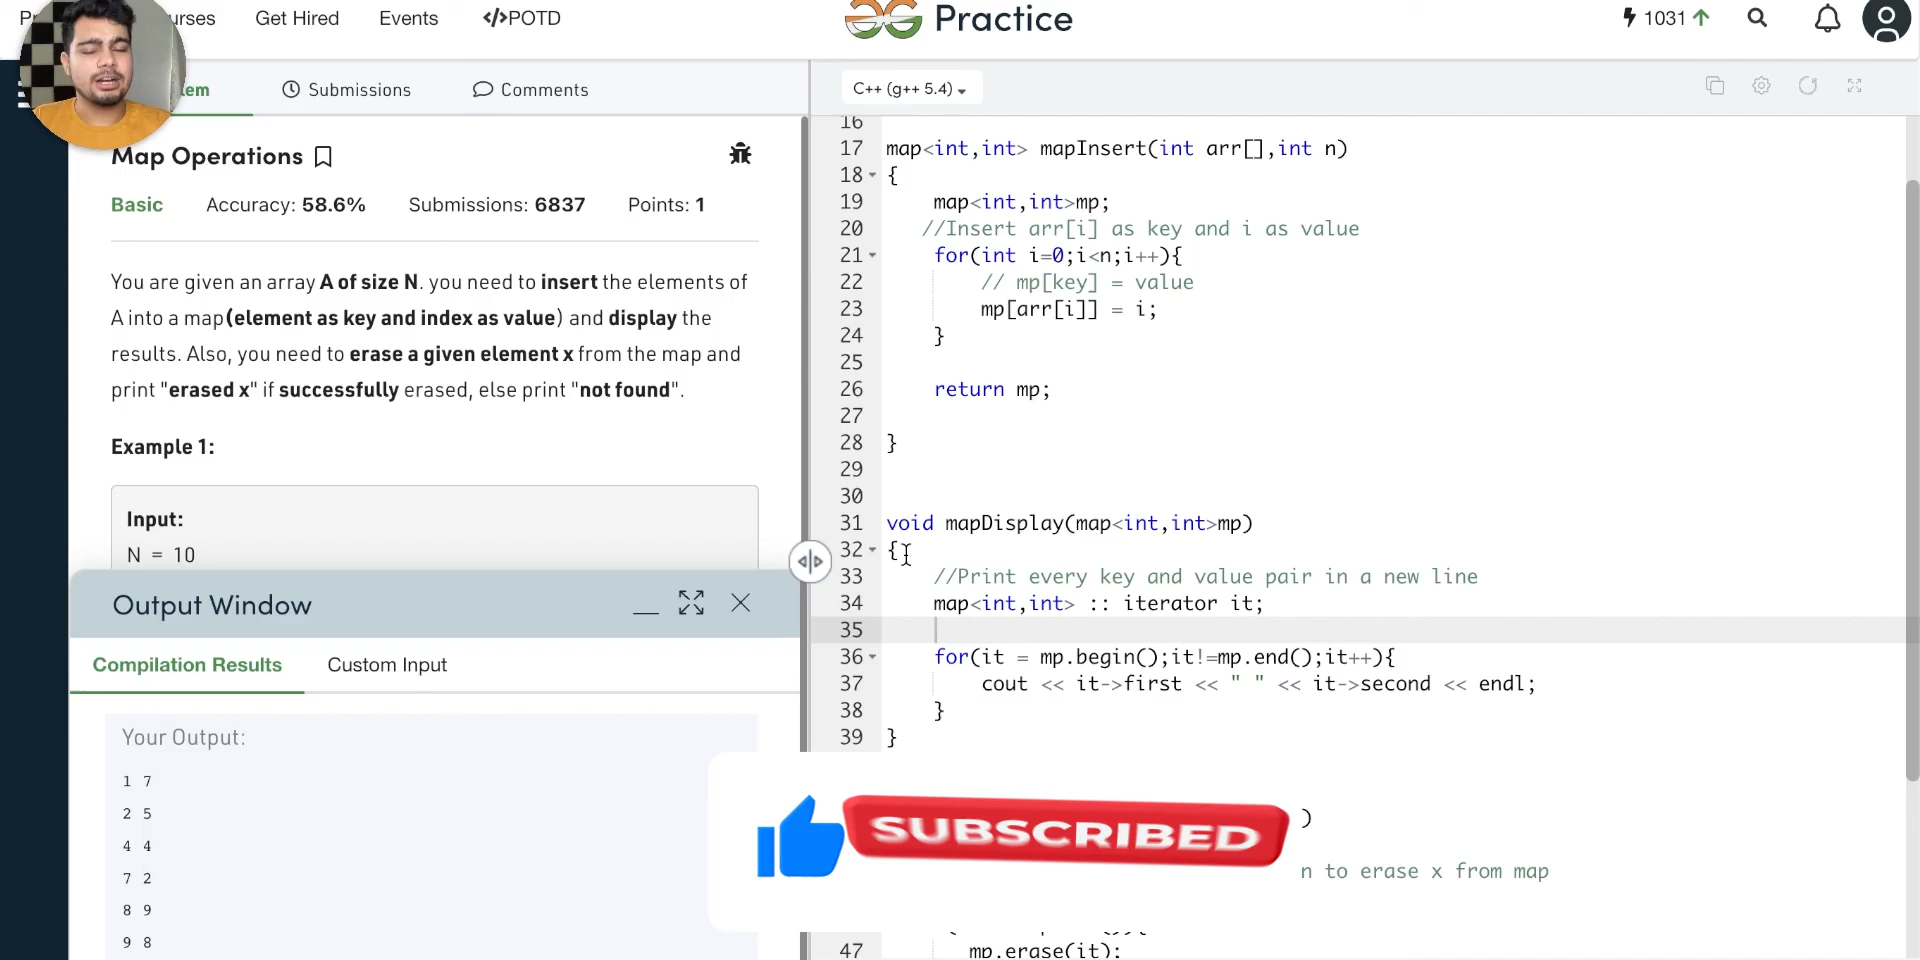 Get Hired
Events
</>POTD
Practice
1031
Submissions
Comments
C++ (g++ 5.4)
Map Operations
Basic
Accuracy: 58.6%
Submissions: 6837
Points: 1
You are given an array A of size N. you need to insert the elements of
A into a map(element as key and index as value) and display the
results. Also, you need to erase a given element x from the map and
print "erased x" if successfully erased, else print "not found".
Example 1:
Input:
N = 10
Output Window
Compilation Results
Custom Input
Your Output:
1 7
2 5
4 4
7 2
8 9
9 8
16
17 map<int,int> mapInsert(int arr[],int n)
18 {
19 map<int,int>mp;
20 //Insert arr[i] as key and i as value
21 for(int i=0;i<n;i++){
22 // mp[key] = value
23 mp[arr[i]] = i;
24 }
25
26 return mp;
27
28 }
29
30
31 void mapDisplay(map<int,int>mp)
32 {
33 //Print every key and value pair in a new line
34 map<int,int> :: iterator it;
35
36 for(it = mp.begin();it!=mp.end();it++){
37 cout << it->first << " " << it->second << endl;
38 }
39 }
)
SUBSCRIBED
to erase x from map
47 mp.erase(it);